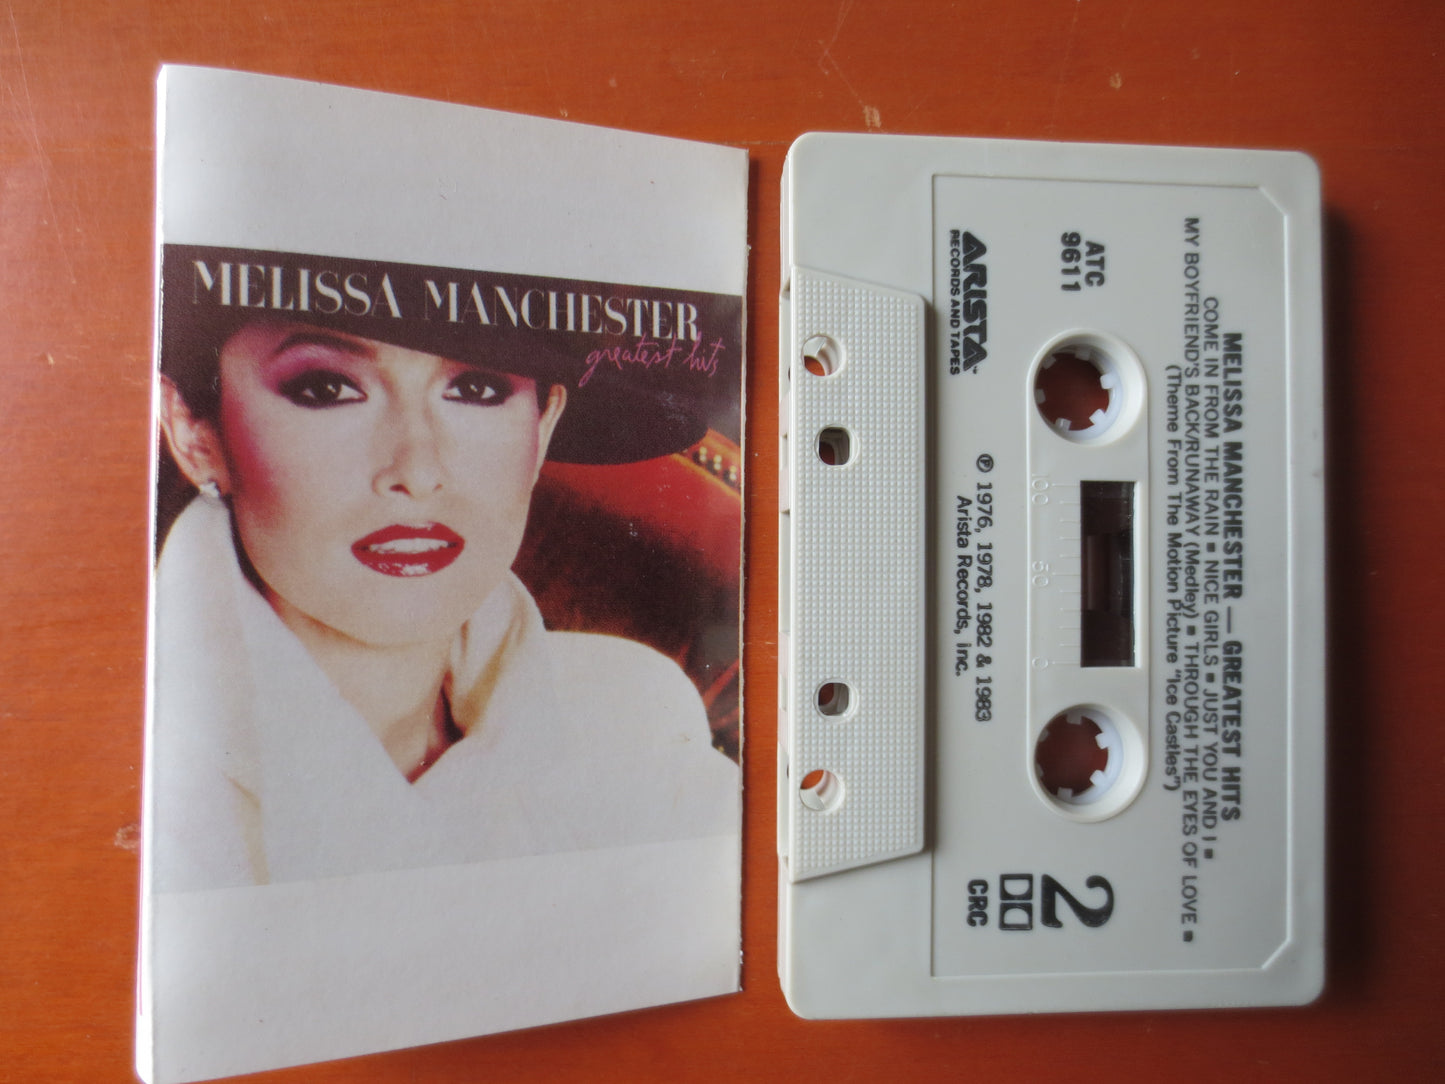 MELISSA MANCHESTER
greatest hits
MELISSA MANCHESTER — GREATEST HITS
COME IN FROM THE RAIN ■ NICE GIRLS ■ JUST YOU AND I ■
MY BOYFRIEND'S BACK/RUNAWAY (Medley) ■ THROUGH THE EYES OF LOVE ■
(Theme From The Motion Picture "Ice Castles")
ATC
9611
2
100 50 0
CRC
ARISTA™
RECORDS AND TAPES
℗ 1976, 1978, 1982 & 1983
Arista Records, Inc.